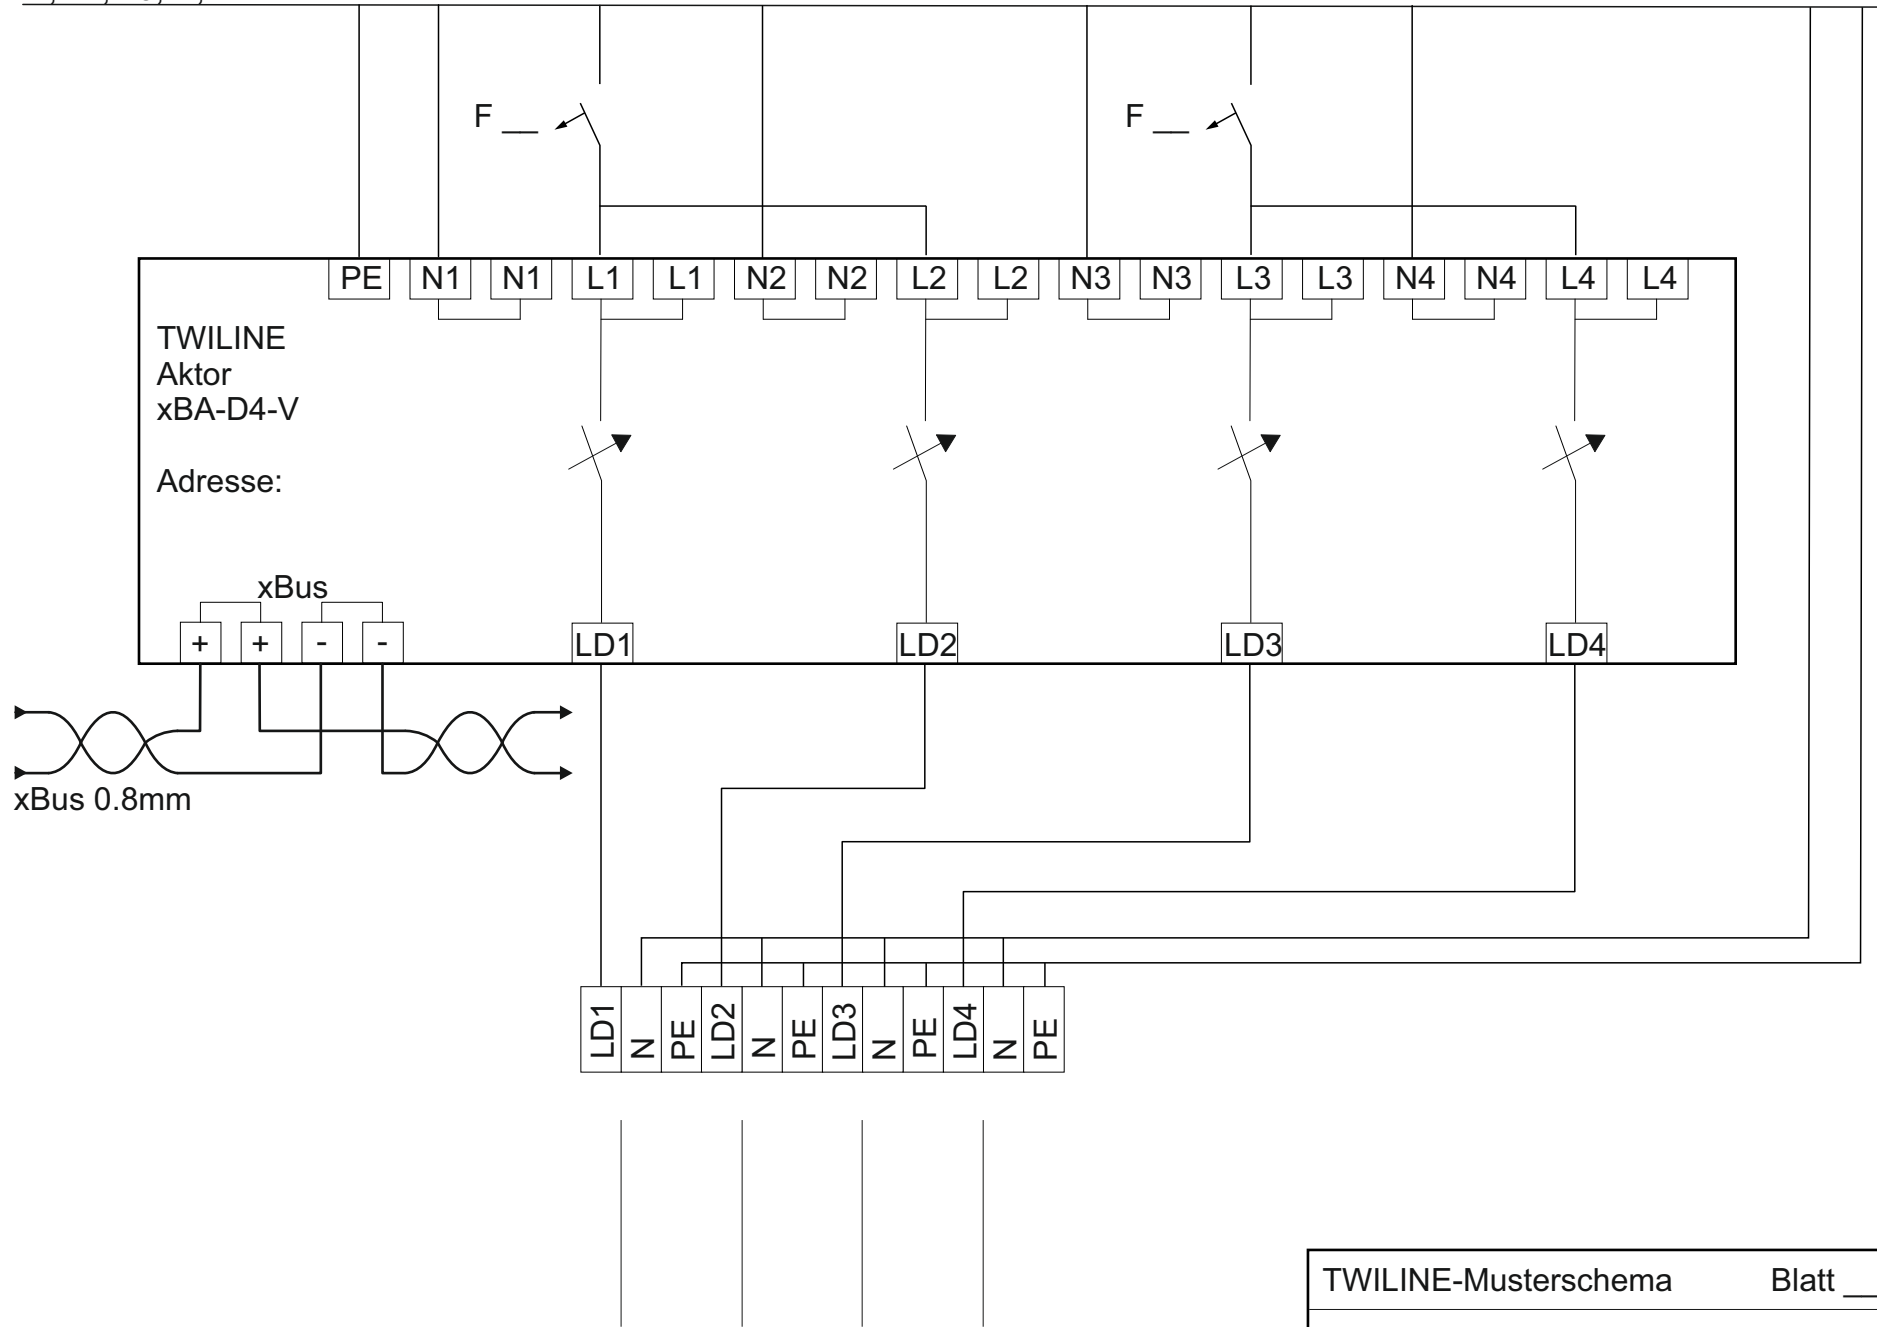 F __ F __
PE N1 N1 L1 L1 N2 N2 L2 L2 N3 N3 L3 L3 N4 N4 L4 L4
TWILINE
Aktor
xBA-D4-V
Adresse:
xBus
+ + - - LD1 LD2 LD3 LD4
xBus 0.8mm
LD1 N PE LD2 N PE LD3 N PE LD4 N PE
TWILINE-Musterschema Blatt __